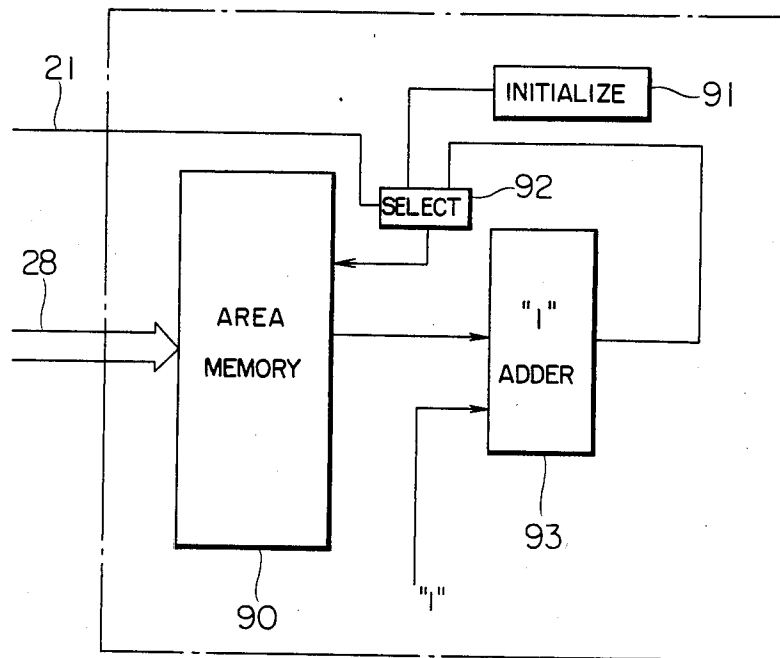 21
INITIALIZE
91
SELECT
92
28
AREA
MEMORY
"1"
ADDER
93
"1"
90